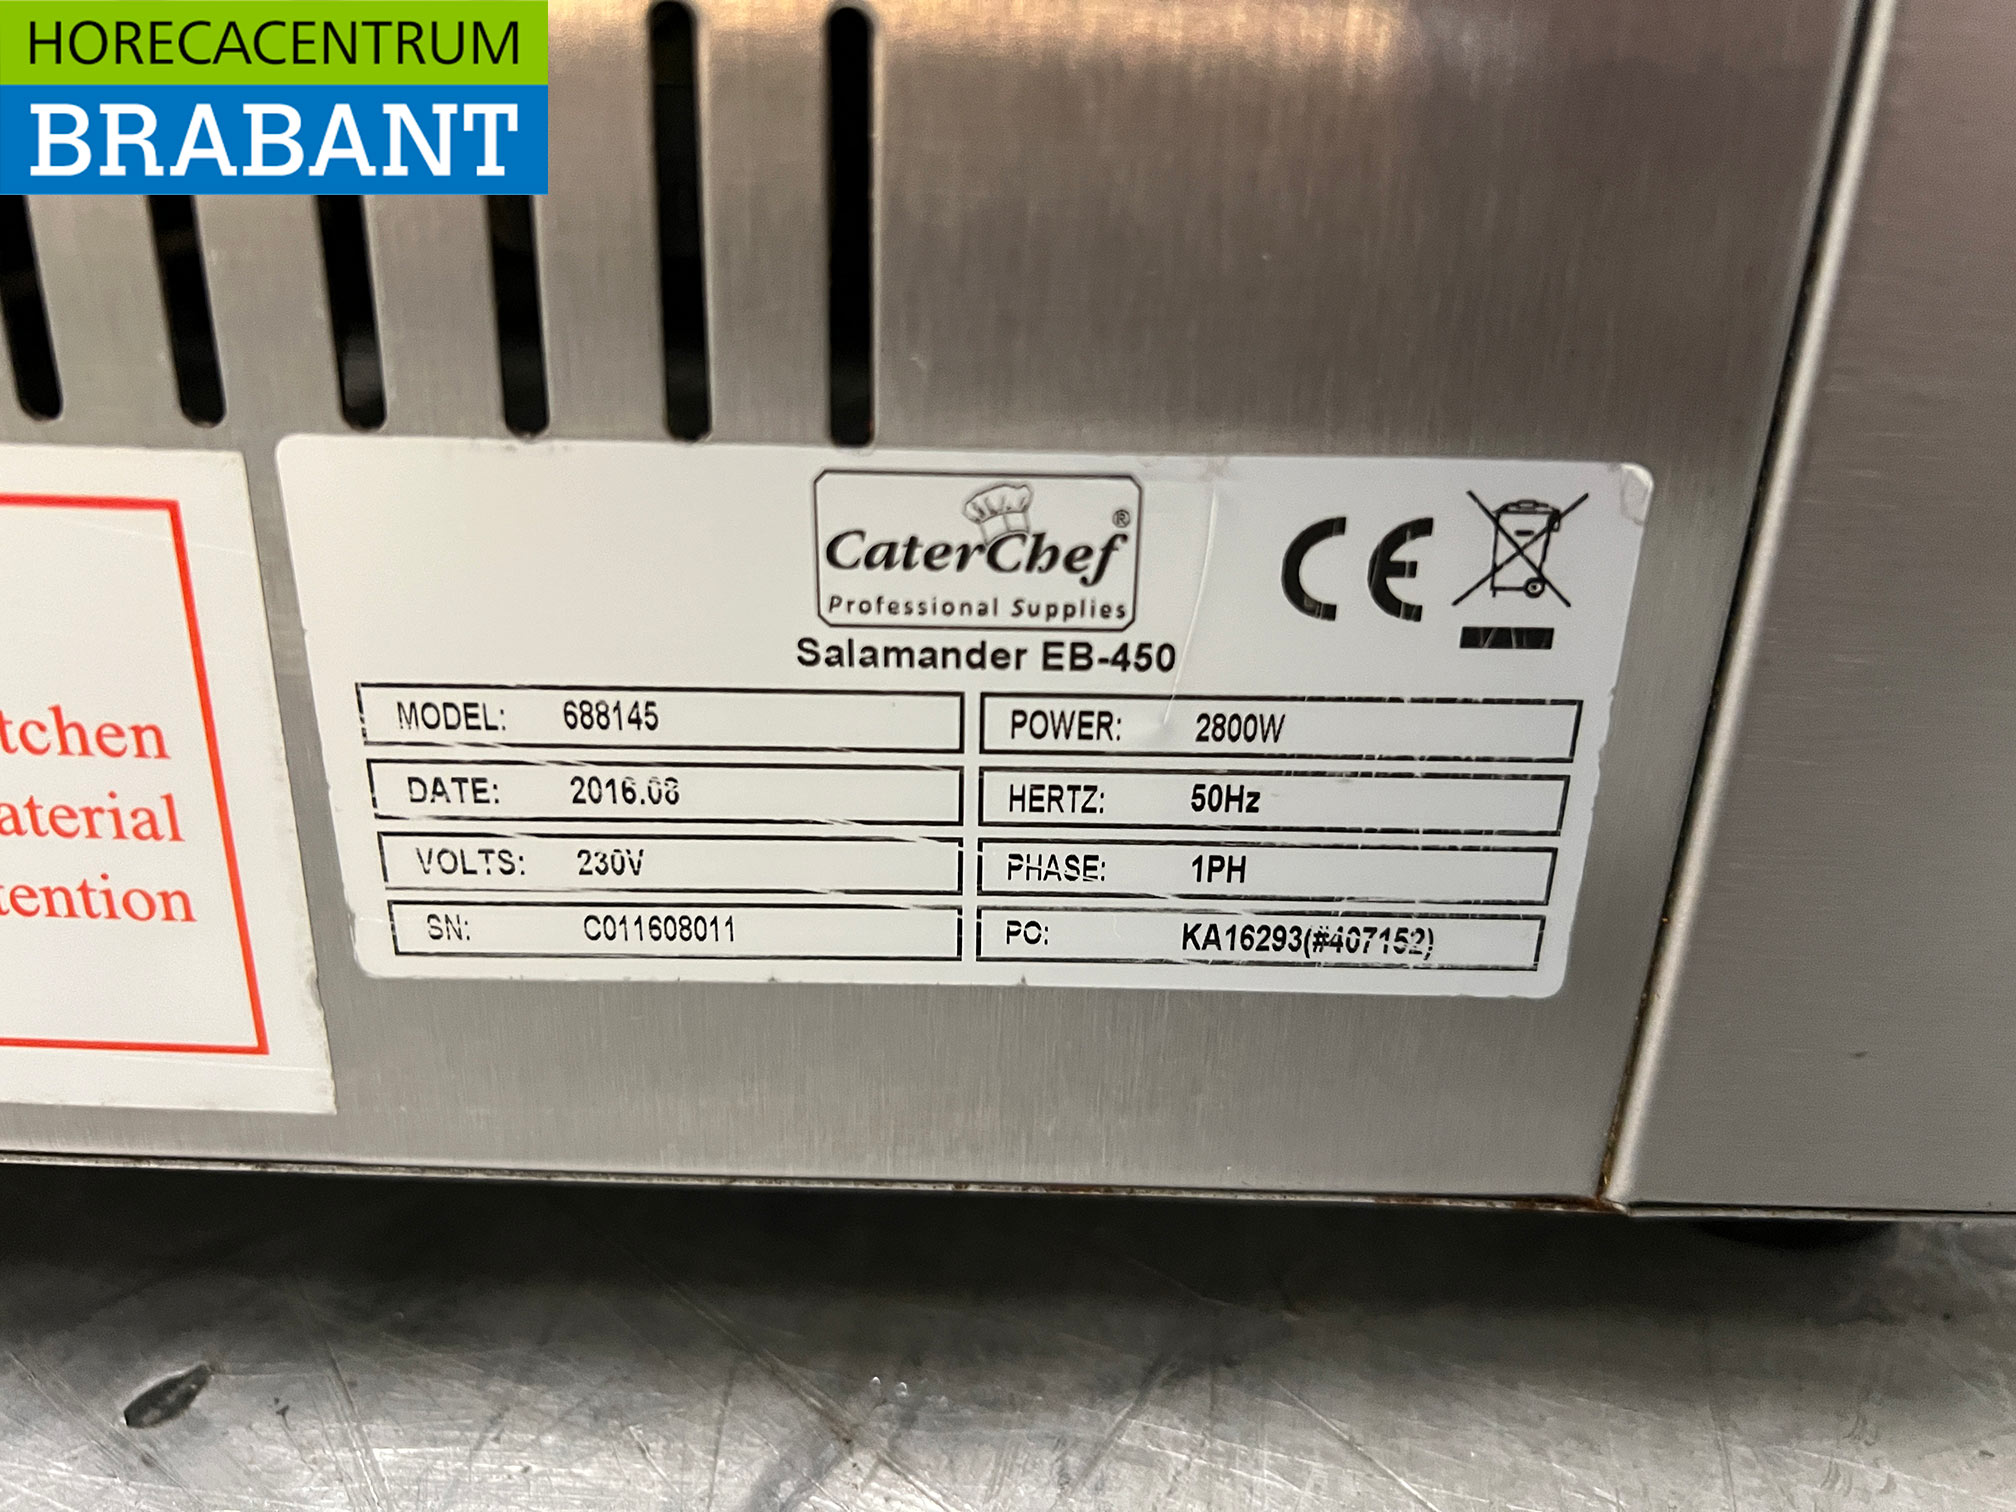 HORECACENTRUM
BRABANT
CaterChef®
Professional Supplies
CE
Salamander EB-450
MODEL: 688145
POWER: 2800W
DATE: 2016.08
HERTZ: 50Hz
VOLTS: 230V
PHASE: 1PH
SN: C011608011
PO: KA16293(#407152)
tchen
aterial
tention